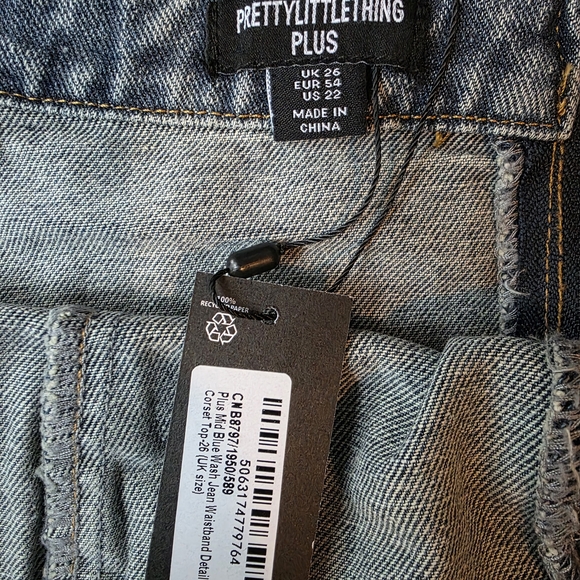 PRETTYLITTLETHING
PLUS
UK 26
EUR 54
US 22
MADE IN
CHINA
100%
RECYCLED PAPER
CNB8797/1950/589
Plus Mid Blue Wash Jean Waistband Detail
Corset Top-26 (UK size)
5063174779764